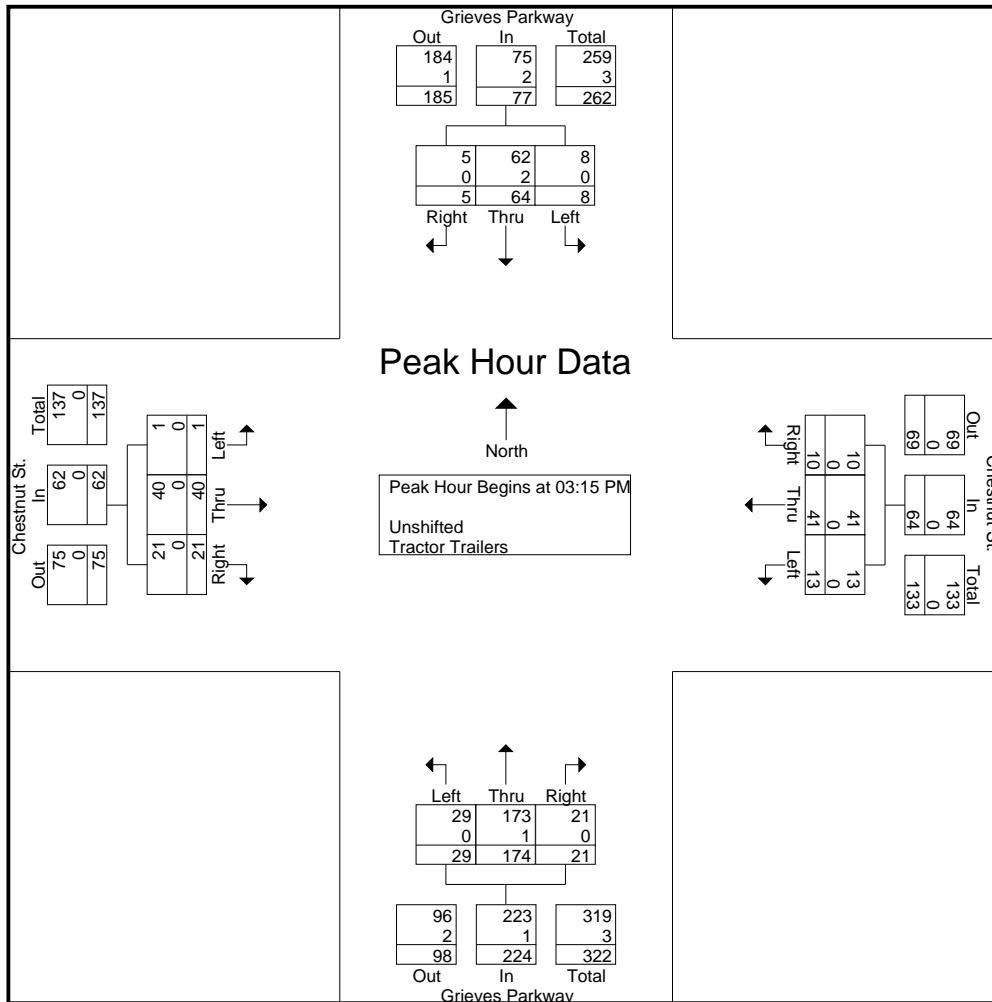 Grieves Parkway
Out In Total
184 75 259
1 2 3
185 77 262
5 62 8
0 2 0
5 64 8
Right Thru Left
Peak Hour Data
North
Peak Hour Begins at 03:15 PM
Unshifted
Tractor Trailers
Chestnut St.
Out In Total
75 62 137
0 0 0
75 62 137
Right Thru Left
21 40 1
0 0 0
21 40 1
Chestnut St.
Out In Total
69 64 133
0 0 0
69 64 133
Right Thru Left
10 41 13
0 0 0
10 41 13
Left Thru Right
29 173 21
0 1 0
29 174 21
96 223 319
2 1 3
98 224 322
Out In Total
Grieves Parkway